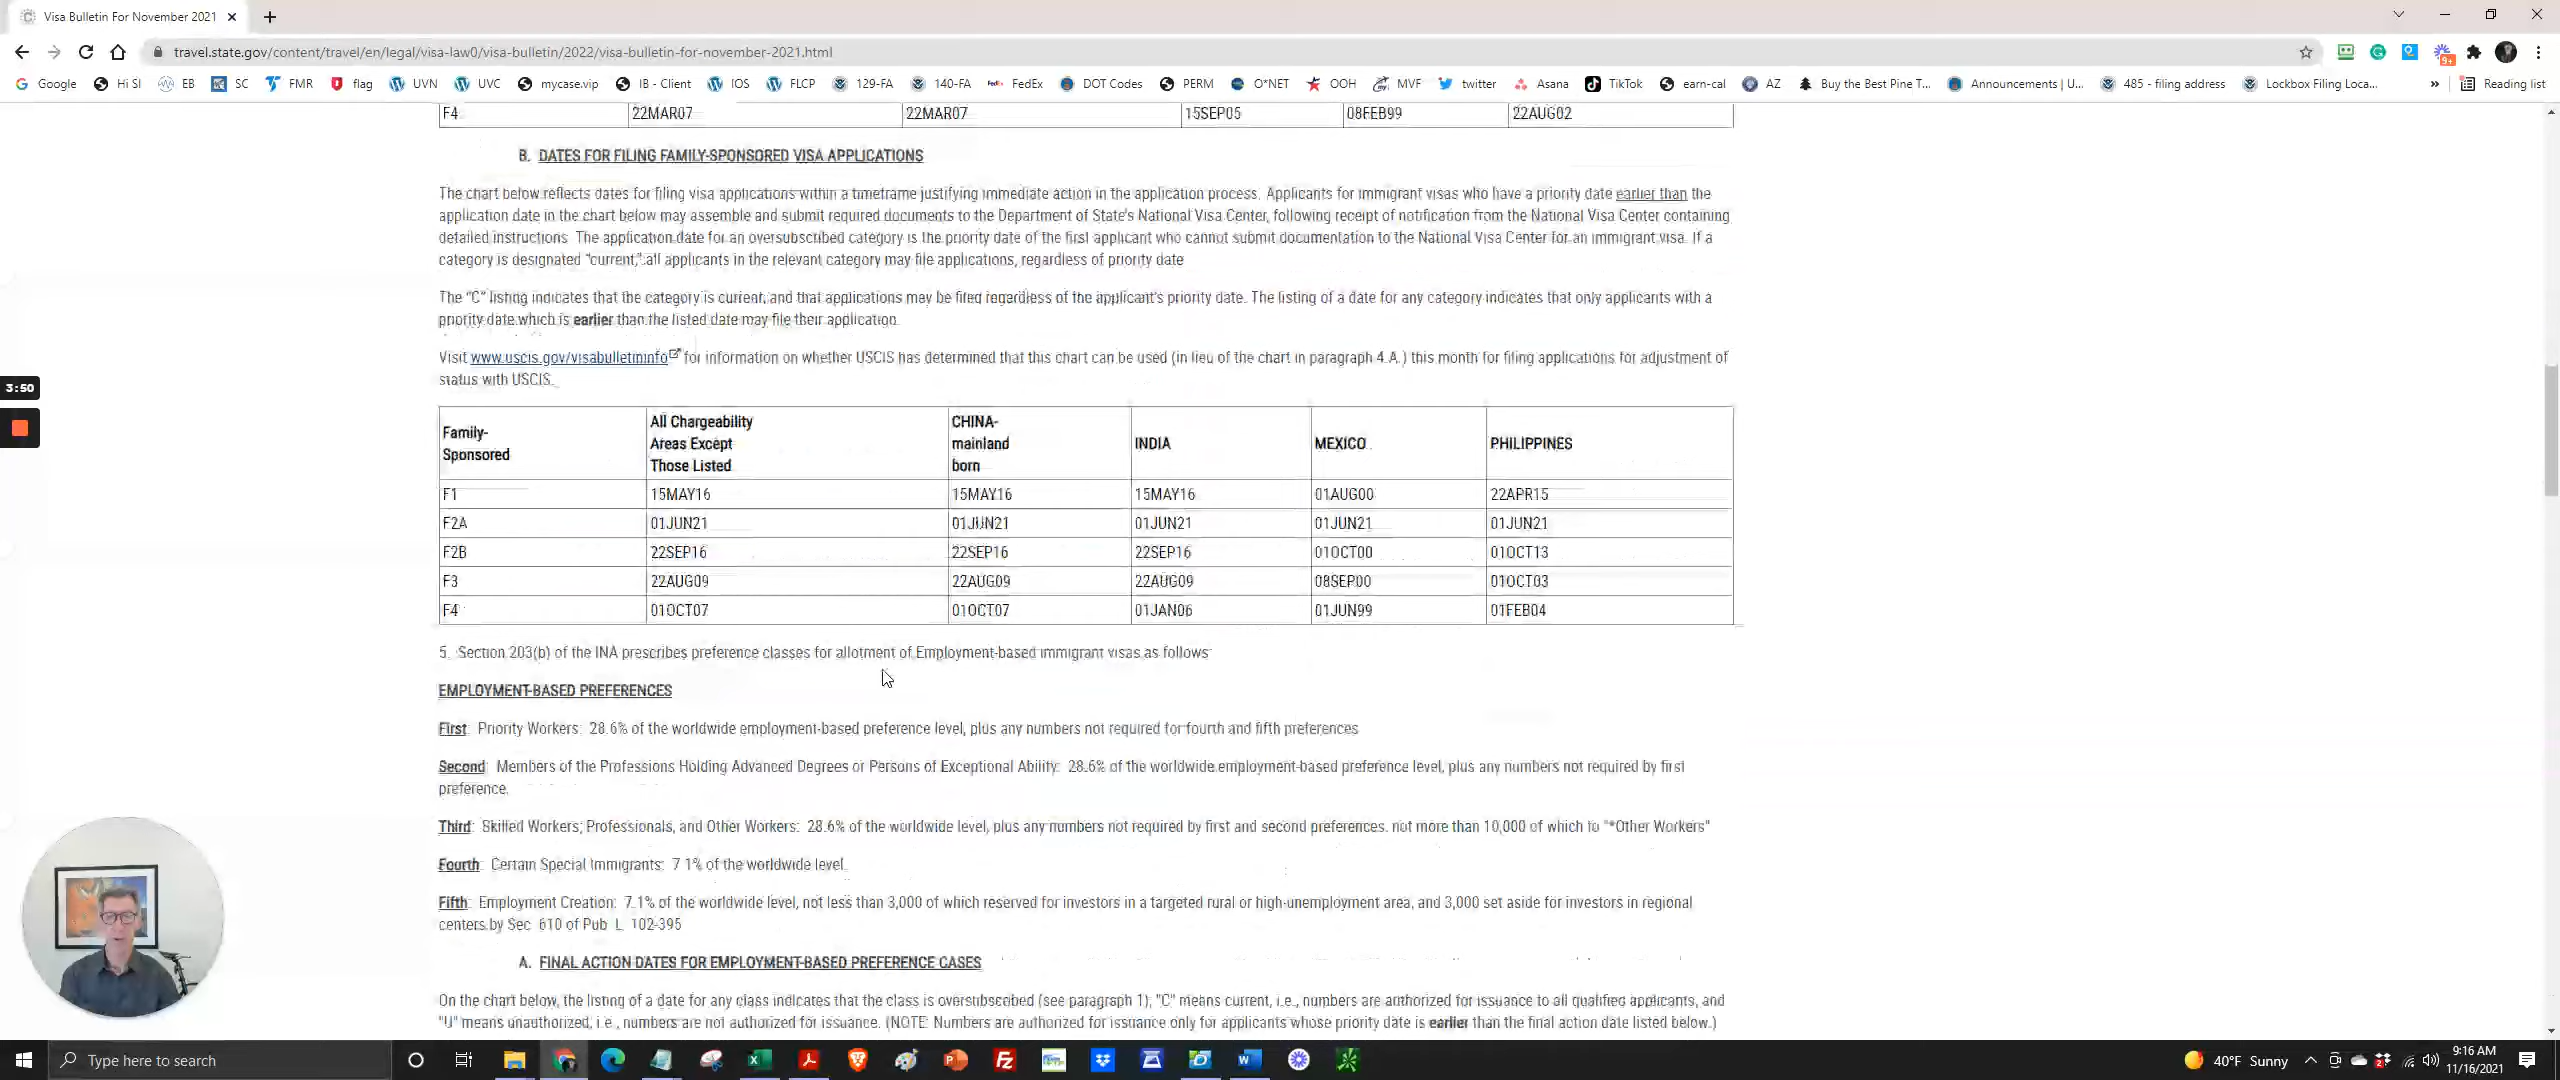 Visa Bulletin For November 2021
travel.state.gov/content/travel/en/legal/visa-law0/visa-bulletin/2022/visa-bulletin-for-november-2021.html
Google Hi SI EB SC FMR flag UVN UVC mycase.vip IB - Client IOS FLCP 129-FA 140-FA FedEx DOT Codes PERM O*NET OOH MVF twitter Asana TikTok earn-cal AZ Buy the Best Pine T... Announcements | U... 485 - filing address Lockbox Filing Loca... » Reading list
F4 22MAR07 22MAR07 15SEP05 08FEB99 22AUG02
B. DATES FOR FILING FAMILY-SPONSORED VISA APPLICATIONS
The chart below reflects dates for filing visa applications within a timeframe justifying immediate action in the application process. Applicants for immigrant visas who have a priority date earlier than the
application date in the chart below may assemble and submit required documents to the Department of State's National Visa Center, following receipt of notification from the National Visa Center containing
detailed instructions. The application date for an oversubscribed category is the priority date of the first applicant who cannot submit documentation to the National Visa Center for an immigrant visa. If a
category is designated "current," all applicants in the relevant category may file applications, regardless of priority date
The "C" listing indicates that the category is current, and that applications may be filed regardless of the applicant's priority date. The listing of a date for any category indicates that only applicants with a
priority date which is earlier than the listed date may file their application.
Visit www.uscis.gov/visabulletininfo for information on whether USCIS has determined that this chart can be used (in lieu of the chart in paragraph 4.A.) this month for filing applications for adjustment of
status with USCIS.
3:50
Family-Sponsored All Chargeability Areas Except Those Listed CHINA-mainland born INDIA MEXICO PHILIPPINES
F1 15MAY16 15MAY16 15MAY16 01AUG00 22APR15
F2A 01JUN21 01JUN21 01JUN21 01JUN21 01JUN21
F2B 22SEP16 22SEP16 22SEP16 01OCT00 01OCT13
F3 22AUG09 22AUG09 22AUG09 08SEP00 01OCT03
F4 01OCT07 01OCT07 01JAN06 01JUN99 01FEB04
5. Section 203(b) of the INA prescribes preference classes for allotment of Employment-based immigrant visas as follows
EMPLOYMENT-BASED PREFERENCES
First: Priority Workers: 28.6% of the worldwide employment-based preference level, plus any numbers not required for fourth and fifth preferences
Second: Members of the Professions Holding Advanced Degrees or Persons of Exceptional Ability: 28.6% of the worldwide employment-based preference level, plus any numbers not required by first
preference.
Third: Skilled Workers, Professionals, and Other Workers: 28.6% of the worldwide level, plus any numbers not required by first and second preferences, not more than 10,000 of which to "*Other Workers"
Fourth: Certain Special Immigrants: 7.1% of the worldwide level.
Fifth: Employment Creation: 7.1% of the worldwide level, not less than 3,000 of which reserved for investors in a targeted rural or high-unemployment area, and 3,000 set aside for investors in regional
centers by Sec. 610 of Pub. L. 102-395
A. FINAL ACTION DATES FOR EMPLOYMENT-BASED PREFERENCE CASES
On the chart below, the listing of a date for any class indicates that the class is oversubscribed (see paragraph 1); "C" means current, i.e., numbers are authorized for issuance to all qualified applicants; and
"U" means unauthorized, i.e., numbers are not authorized for issuance. (NOTE: Numbers are authorized for issuance only for applicants whose priority date is earlier than the final action date listed below.)
Type here to search
40°F Sunny
9:16 AM
11/16/2021